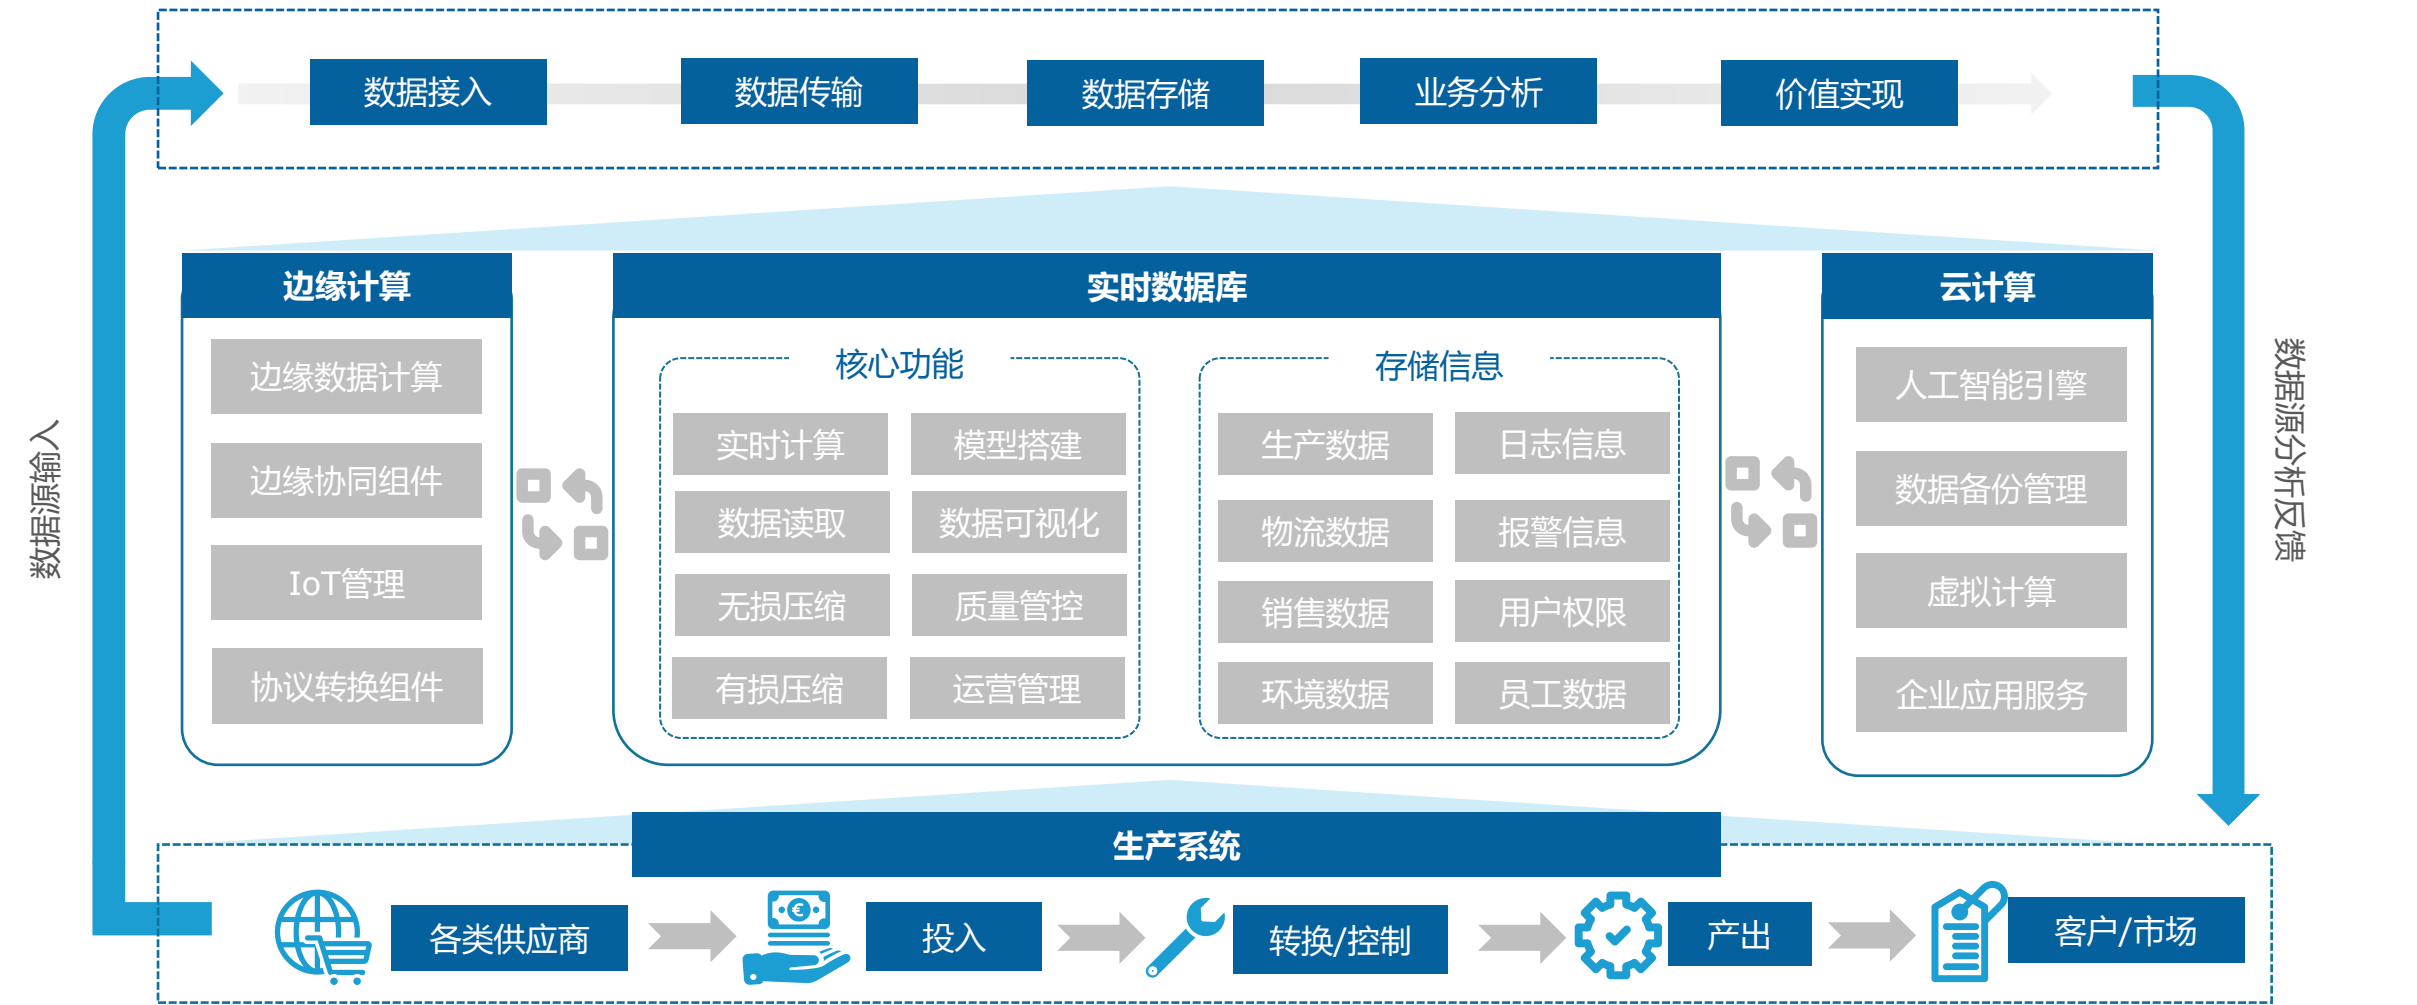 数据接入
数据传输
数据存储
业务分析
价值实现
数据源输入
边缘计算
边缘数据计算
边缘协同组件
IoT管理
协议转换组件
实时数据库
核心功能
实时计算
模型搭建
数据读取
数据可视化
无损压缩
质量管控
有损压缩
运营管理
存储信息
生产数据
日志信息
物流数据
报警信息
销售数据
用户权限
环境数据
员工数据
云计算
人工智能引擎
数据备份管理
虚拟计算
企业应用服务
数据源分析反馈
生产系统
各类供应商
投入
转换/控制
产出
客户/市场